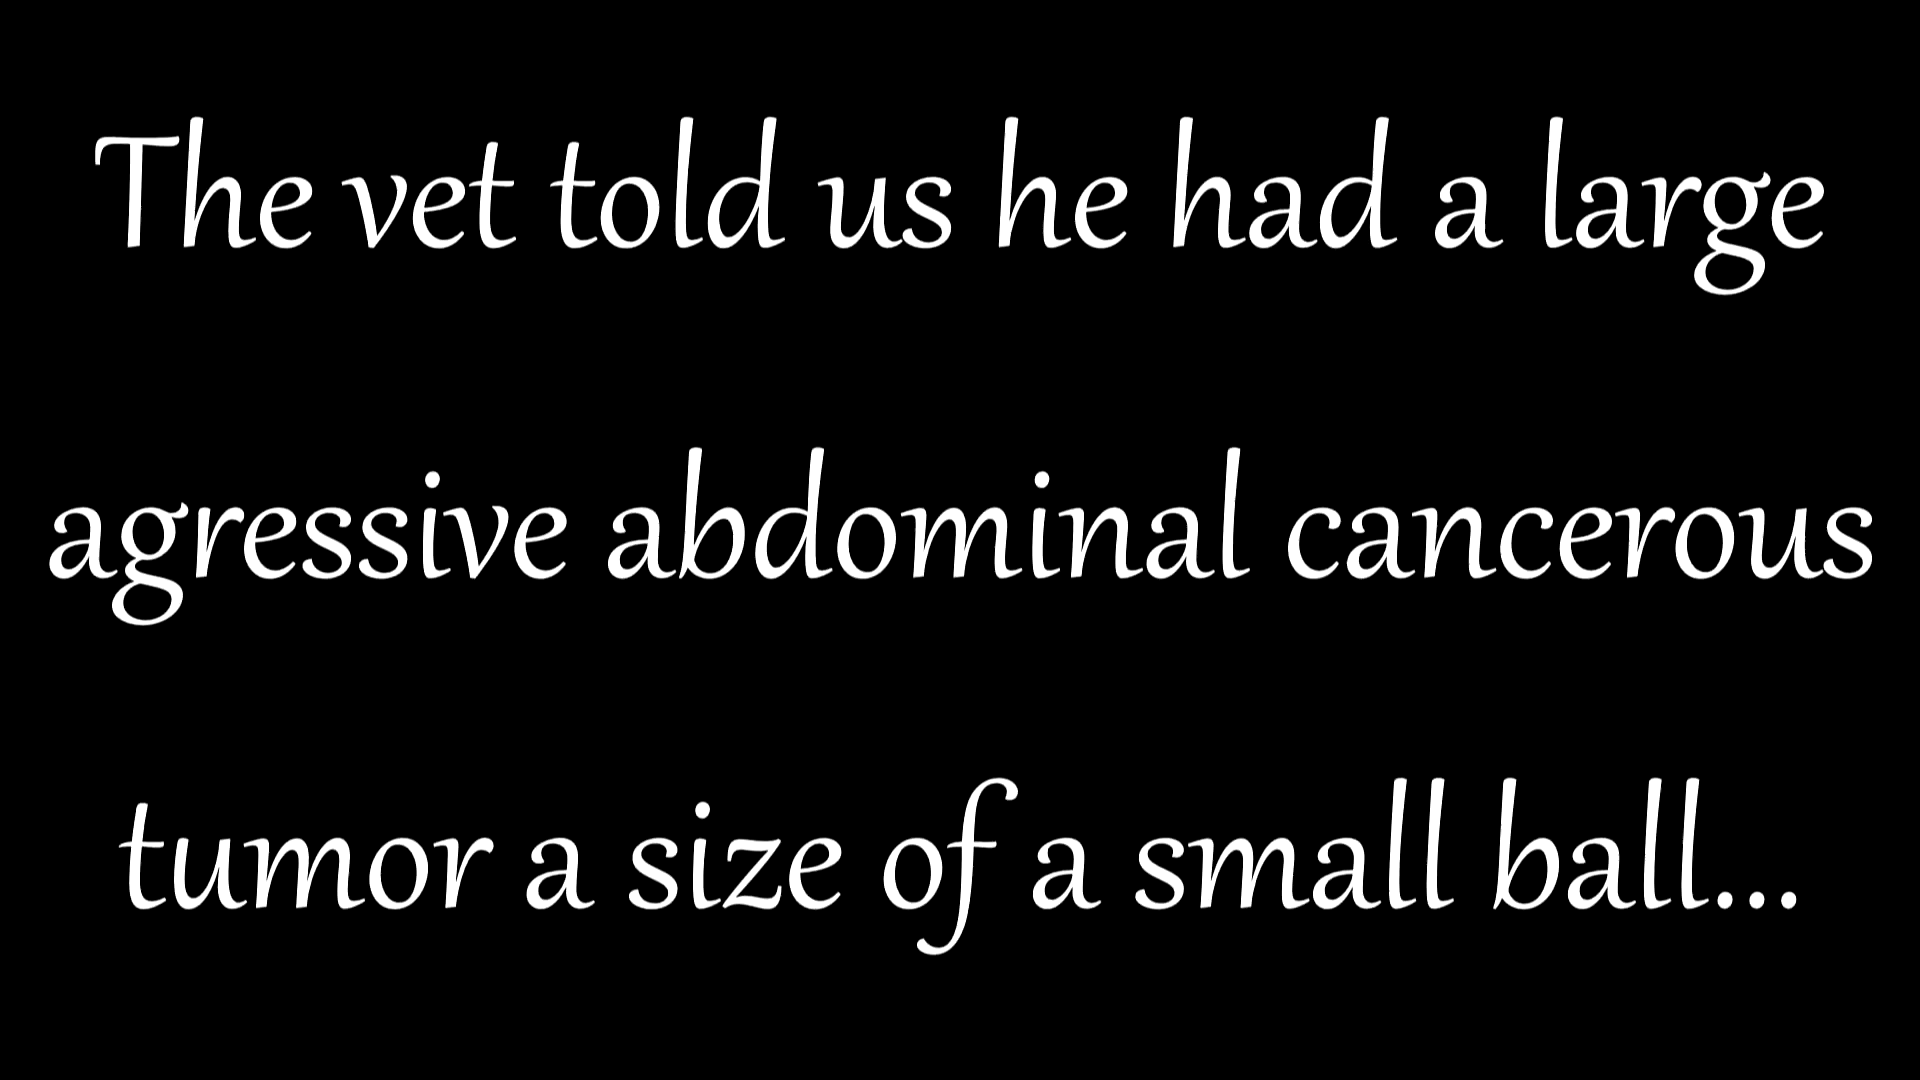 The vet told us he had a large
agressive abdominal cancerous
tumor a size of a small ball...